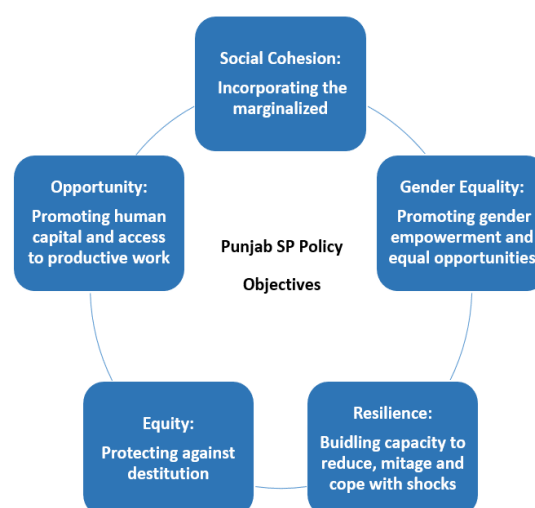 Social Cohesion:
Incorporating the
marginalized
Opportunity:
Promoting human
capital and access
to productive work
Gender Equality:
Promoting gender
empowerment and
equal opportunities
Punjab SP Policy
Objectives
Equity:
Protecting against
destitution
Resilience:
Buidling capacity to
reduce, mitage and
cope with shocks